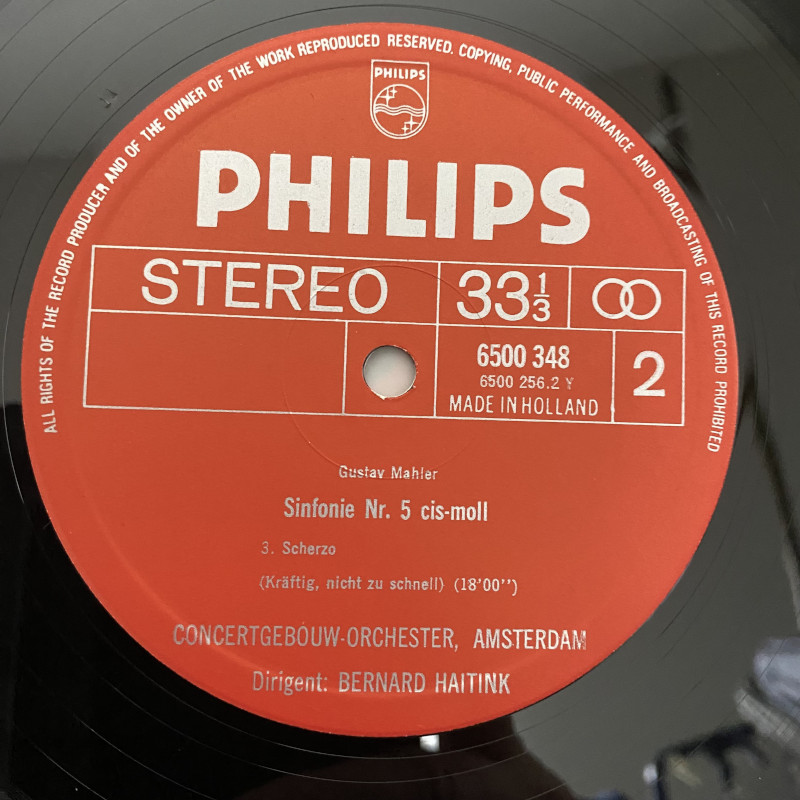 ALL RIGHTS OF THE RECORD PRODUCER AND OF THE OWNER OF THE WORK REPRODUCED RESERVED. COPYING, PUBLIC PERFORMANCE AND BROADCASTING OF THIS RECORD PROHIBITED
PHILIPS
PHILIPS
STEREO
33 1/3
6500 348
6500 256.2 Y
MADE IN HOLLAND
2
Gustav Mahler
Sinfonie Nr. 5 cis-moll
3. Scherzo
(Kräftig, nicht zu schnell) (18'00'')
CONCERTGEBOUW-ORCHESTER, AMSTERDAM
Dirigent: BERNARD HAITINK